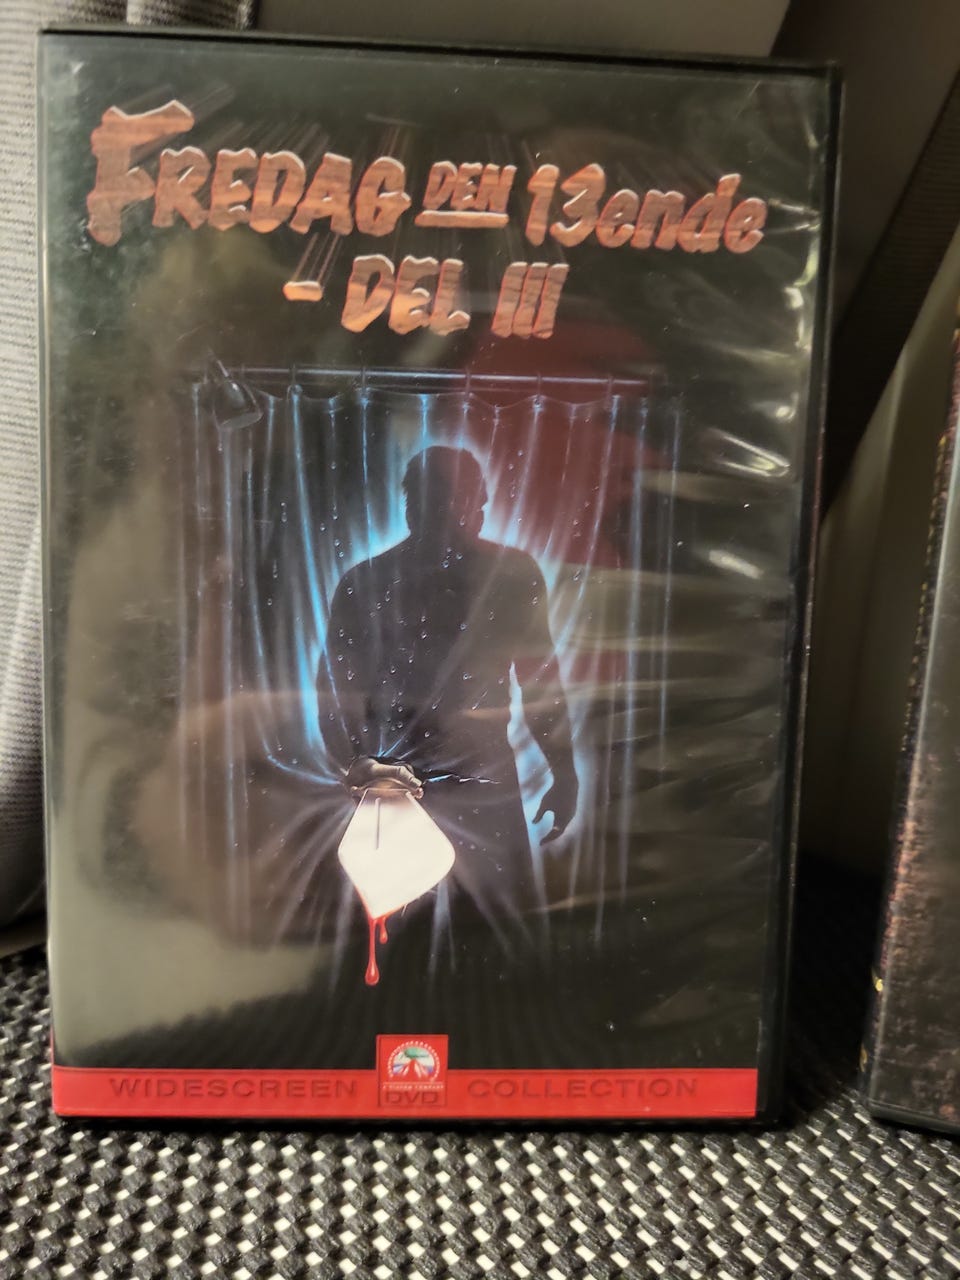 FREDAG DEN 13ende
- DEL III
WIDESCREEN DVD COLLECTION